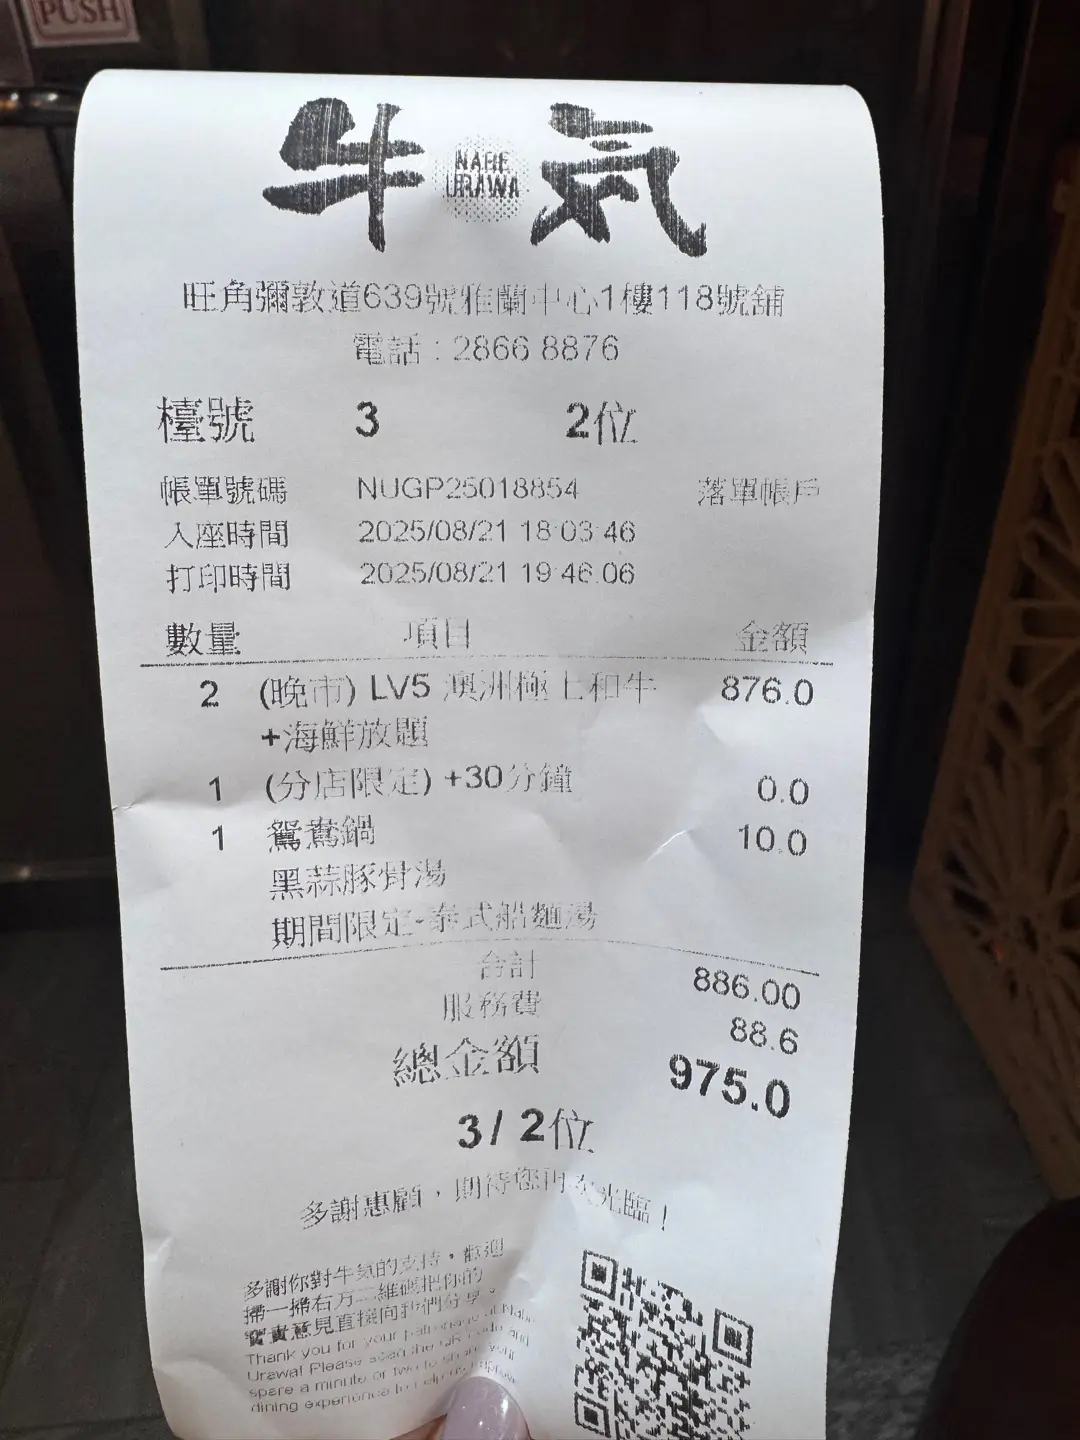 PUSH
牛気
NABE URAWA
旺角彌敦道639號雅蘭中心1樓118號舖
電話 : 2866 8876
檯號 3 2位
帳單號碼 NUGP25018854 落單帳戶
入座時間 2025/08/21 18:03:46
打印時間 2025/08/21 19:46:06
數量 項目 金額
2 (晚市) LV5 澳洲極上和牛 876.0
+海鮮放題
1 (分店限定) +30分鐘 0.0
1 鴛鴦鍋 10.0
黑蒜豚骨湯
期間限定-泰式船麵湯
合計 886.00
服務費 88.6
總金額 975.0
3 / 2位
多謝惠顧，期待您再次光臨！
多謝你對牛氣的支持，歡迎
掃一掃右方二維碼把你的
寶貴意見直接向我們分享。
Thank you for your patronage at Nabe
Urawa! Please scan the QR code and
spare a minute or two to share your
dining experience to help us improve